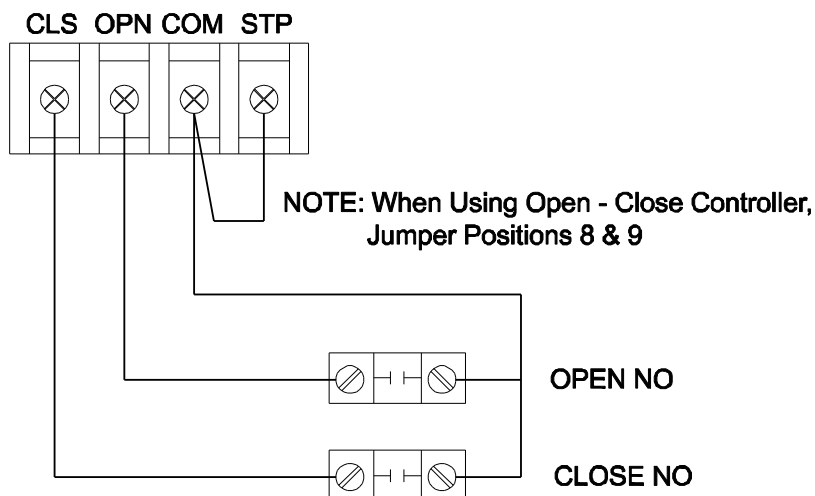 CLS OPN COM STP
NOTE: When Using Open - Close Controller,
Jumper Positions 8 & 9
OPEN NO
CLOSE NO